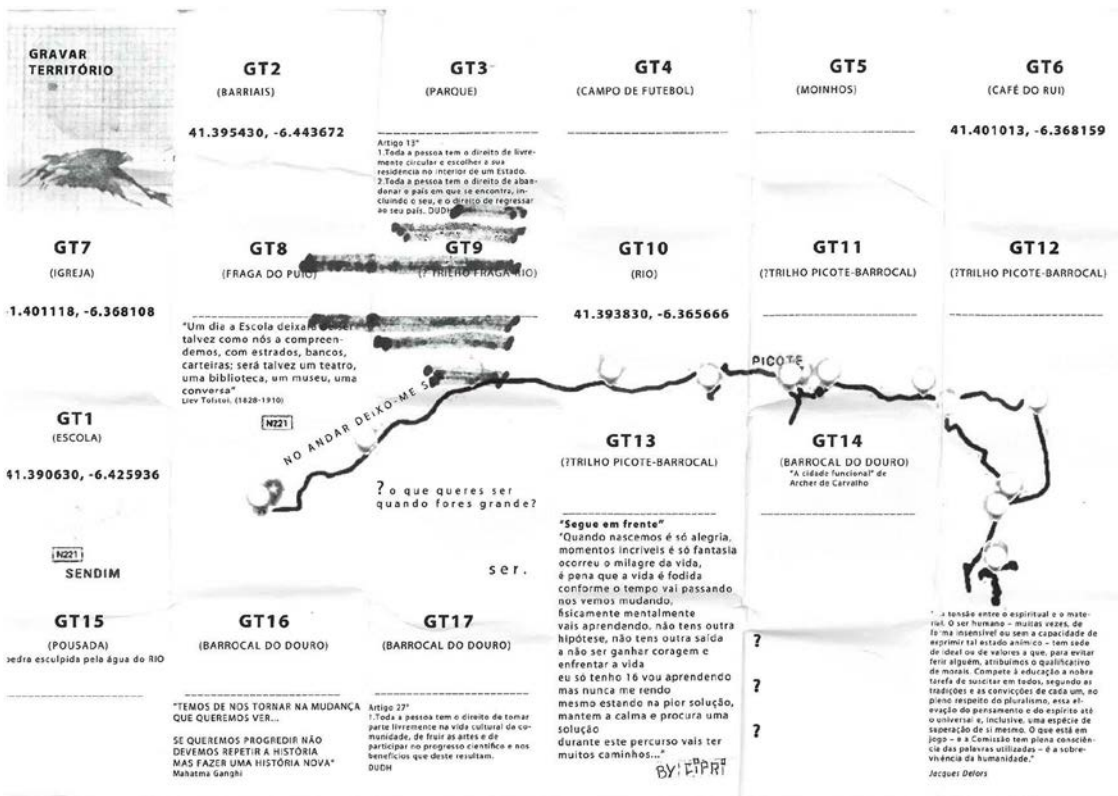 GRAVAR
TERRITÓRIO
GT2
(BARRIAIS)
41.395430, -6.443672
GT3
(PARQUE)
Artigo 13°
1.Toda a pessoa tem o direito de livre-
mente circular e escolher a sua
residência no interior de um Estado.
2.Toda a pessoa tem o direito de aban-
donar o país em que se encontra, in-
cluindo o seu, e o direito de regressar
ao seu país. DUDH
GT4
(CAMPO DE FUTEBOL)
GT5
(MOINHOS)
GT6
(CAFÉ DO RUI)
41.401013, -6.368159
GT7
(IGREJA)
1.401118, -6.368108
GT8
(FRAGA DO PUIO)
"Um dia a Escola deixará de ser
talvez como nós a compreen-
demos, com estrados, bancos,
carteiras; será talvez um teatro,
uma biblioteca, um museu, uma
conversa"
Liev Tolstoi, (1828-1910)
GT9
(? TRILHO FRAGA-RIO)
GT10
(RIO)
41.393830, -6.365666
GT11
(?TRILHO PICOTE-BARROCAL)
GT12
(?TRILHO PICOTE-BARROCAL)
PICOTE
N221
NO ANDAR DEIXO-ME S
? o que queres ser
quando fores grande?
ser.
GT1
(ESCOLA)
41.390630, -6.425936
N221
SENDIM
GT13
(?TRILHO PICOTE-BARROCAL)
"Segue em frente"
"Quando nascemos é só alegria,
momentos incriveis é só fantasia
ocorreu o milagre da vida,
é pena que a vida é fodida
conforme o tempo vai passando
nos vemos mudando,
fisicamente mentalmente
vais aprendendo, não tens outra
hipótese, não tens outra saída
a não ser ganhar coragem e
enfrentar a vida
eu só tenho 16 vou aprendendo
mas nunca me rendo
mesmo estando na pior solução,
mantem a calma e procura uma
solução
durante este percurso vais ter
muitos caminhos..."
BY: CIPRI
GT14
(BARROCAL DO DOURO)
"A cidade funcional" de
Archer de Carvalho
?
?
?
GT15
(POUSADA)
pedra esculpida pela água do RIO
GT16
(BARROCAL DO DOURO)
"TEMOS DE NOS TORNAR NA MUDANÇA
QUE QUEREMOS VER...
SE QUEREMOS PROGREDIR NÃO
DEVEMOS REPETIR A HISTÓRIA
MAS FAZER UMA HISTÓRIA NOVA"
Mahatma Ganghi
GT17
(BARROCAL DO DOURO)
Artigo 27°
1.Toda a pessoa tem o direito de tomar
parte livremence na vida cultural da co-
munidade, de fruir as artes e de
participar no progresso científico e nos
benefícios que deste resultam.
DUDH
tensão entre o espiritual e o mate-
rial. O ser humano – muitas vezes, de
forma insensível ou sem a capacidade de
exprimir tal estado anímico – tem sede
de ideal ou de valores a que, para evitar
ferir alguém, atribuímos o qualificativo
de morais. Compete à educação a nobre
tarefa de suscitar em todos, segundo as
tradições e as convicções de cada um, no
pleno respeito do pluralismo, essa el-
evação do pensamento e do espírito até
o universal e, inclusive, uma espécie de
superação de si mesmo. O que está em
jogo – e a Comissão tem plena consciên-
cia das palavras utilizadas – é a sobre-
vivência da humanidade."
Jacques Delors